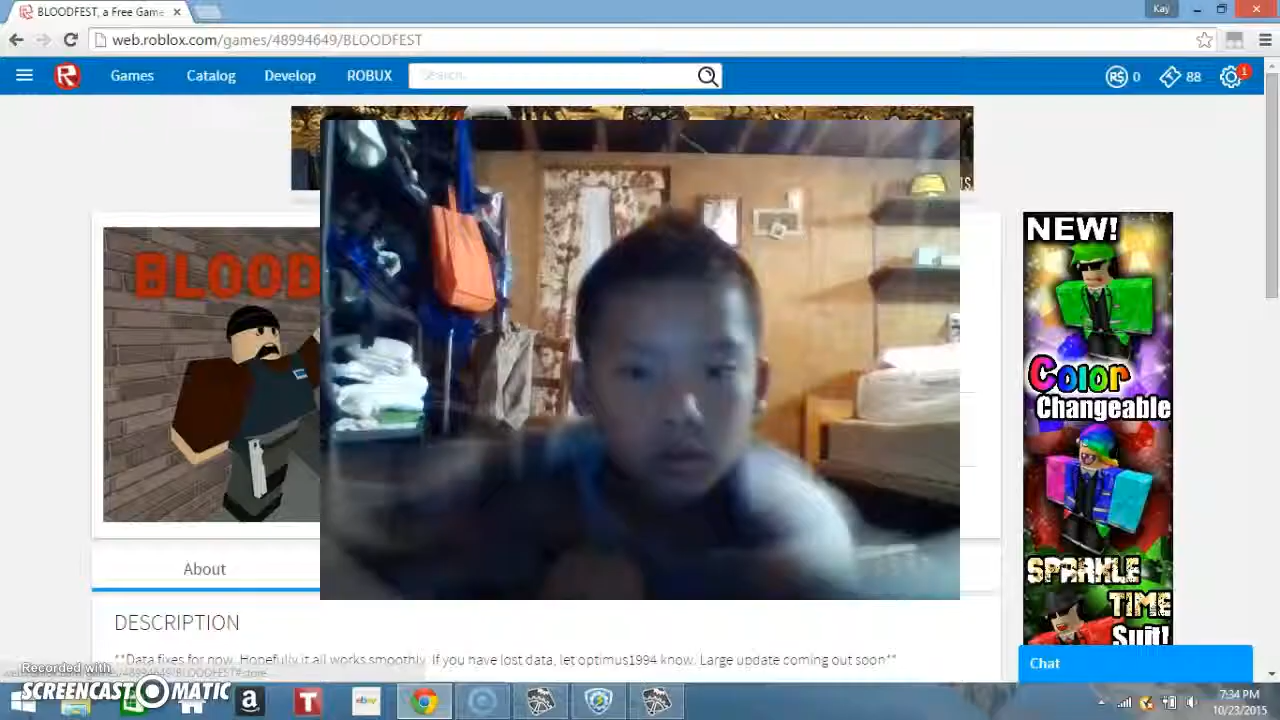 BLOODFEST, a Free Game
Kay
web.roblox.com/games/48994649/BLOODFEST
Games
Catalog
Develop
ROBUX
Search
R$ 0
88
1
BLOOD
NEW!
Color
Changeable
SPARKLE
TIME
Suit!
About
DESCRIPTION
**Data fixes for now. Hopefully it all works smoothly. If you have lost data, let optimus1994 know. Large update coming out soon**
Chat
Recorded with
SCREENCAST MATIC
7:34 PM
10/23/2015